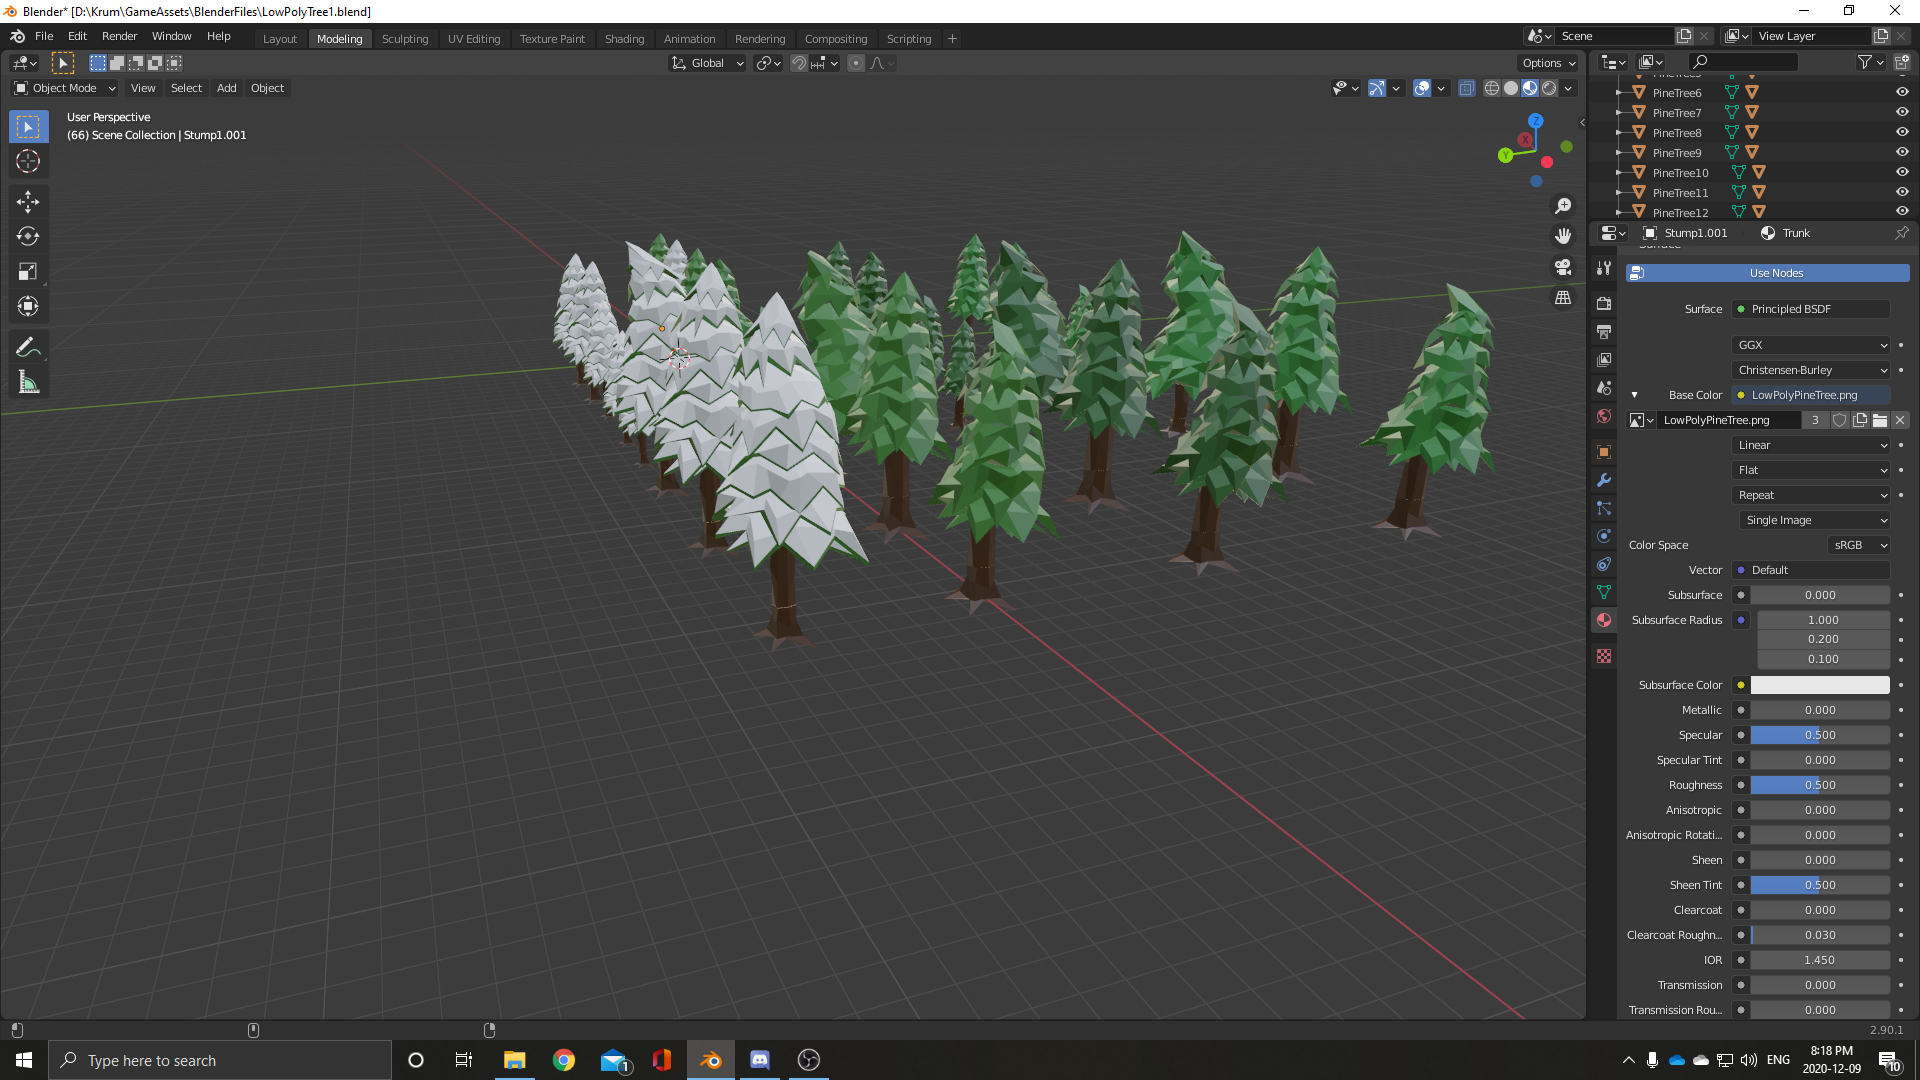 Blender* [D:\Krum\GameAssets\BlenderFiles\LowPolyTree1.blend]
File Edit Render Window Help
Layout Modeling Sculpting UV Editing Texture Paint Shading Animation Rendering Compositing Scripting +
Scene
View Layer
Global
Options
Object Mode View Select Add Object
User Perspective
(66) Scene Collection | Stump1.001
Z
X
Y
PineTree6
PineTree7
PineTree8
PineTree9
PineTree10
PineTree11
PineTree12
Stump1.001 Trunk
Surface
Use Nodes
Surface Principled BSDF
GGX
Christensen-Burley
Base Color LowPolyPineTree.png
LowPolyPineTree.png 3
Linear
Flat
Repeat
Single Image
Color Space sRGB
Vector Default
Subsurface 0.000
Subsurface Radius 1.000
0.200
0.100
Subsurface Color
Metallic 0.000
Specular 0.500
Specular Tint 0.000
Roughness 0.500
Anisotropic 0.000
Anisotropic Rotati... 0.000
Sheen 0.000
Sheen Tint 0.500
Clearcoat 0.000
Clearcoat Roughn... 0.030
IOR 1.450
Transmission 0.000
Transmission Rou... 0.000
2.90.1
Type here to search
1
ENG
8:18 PM
2020-12-09
10